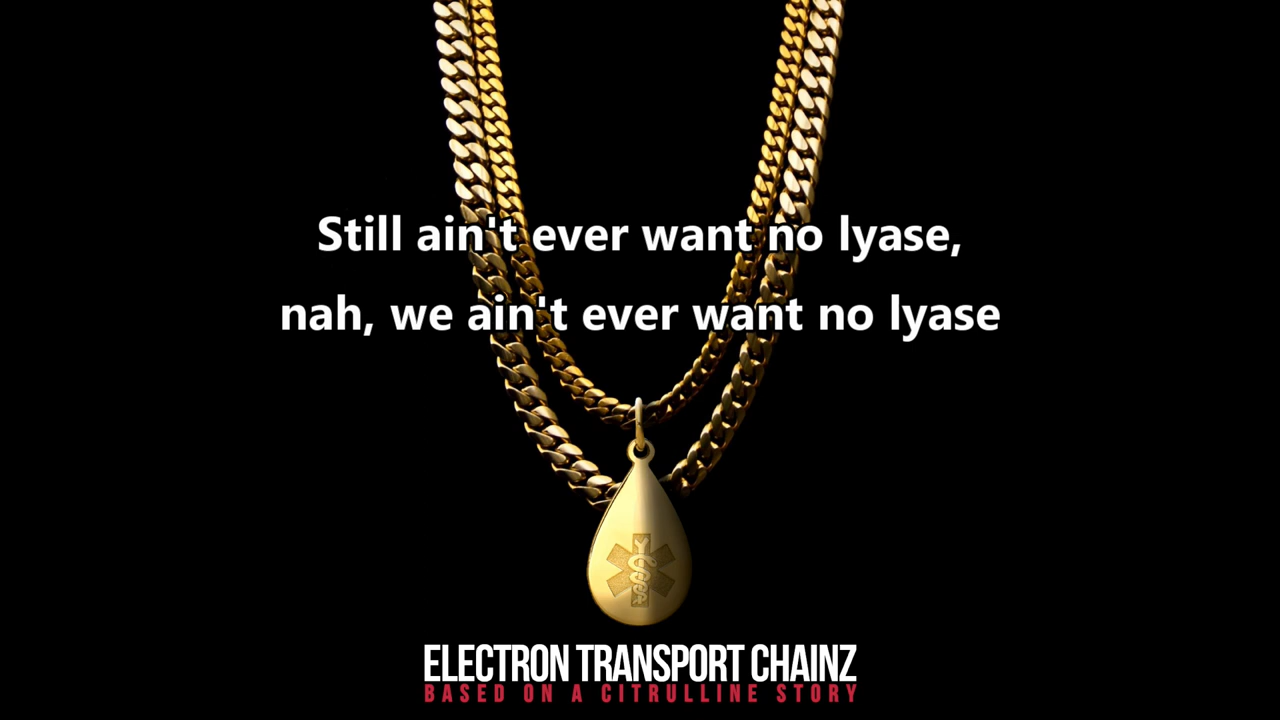 Still ain't ever want no lyase,
nah, we ain't ever want no lyase
ELECTRON TRANSPORT CHAINZ
BASED ON A CITRULLINE STORY